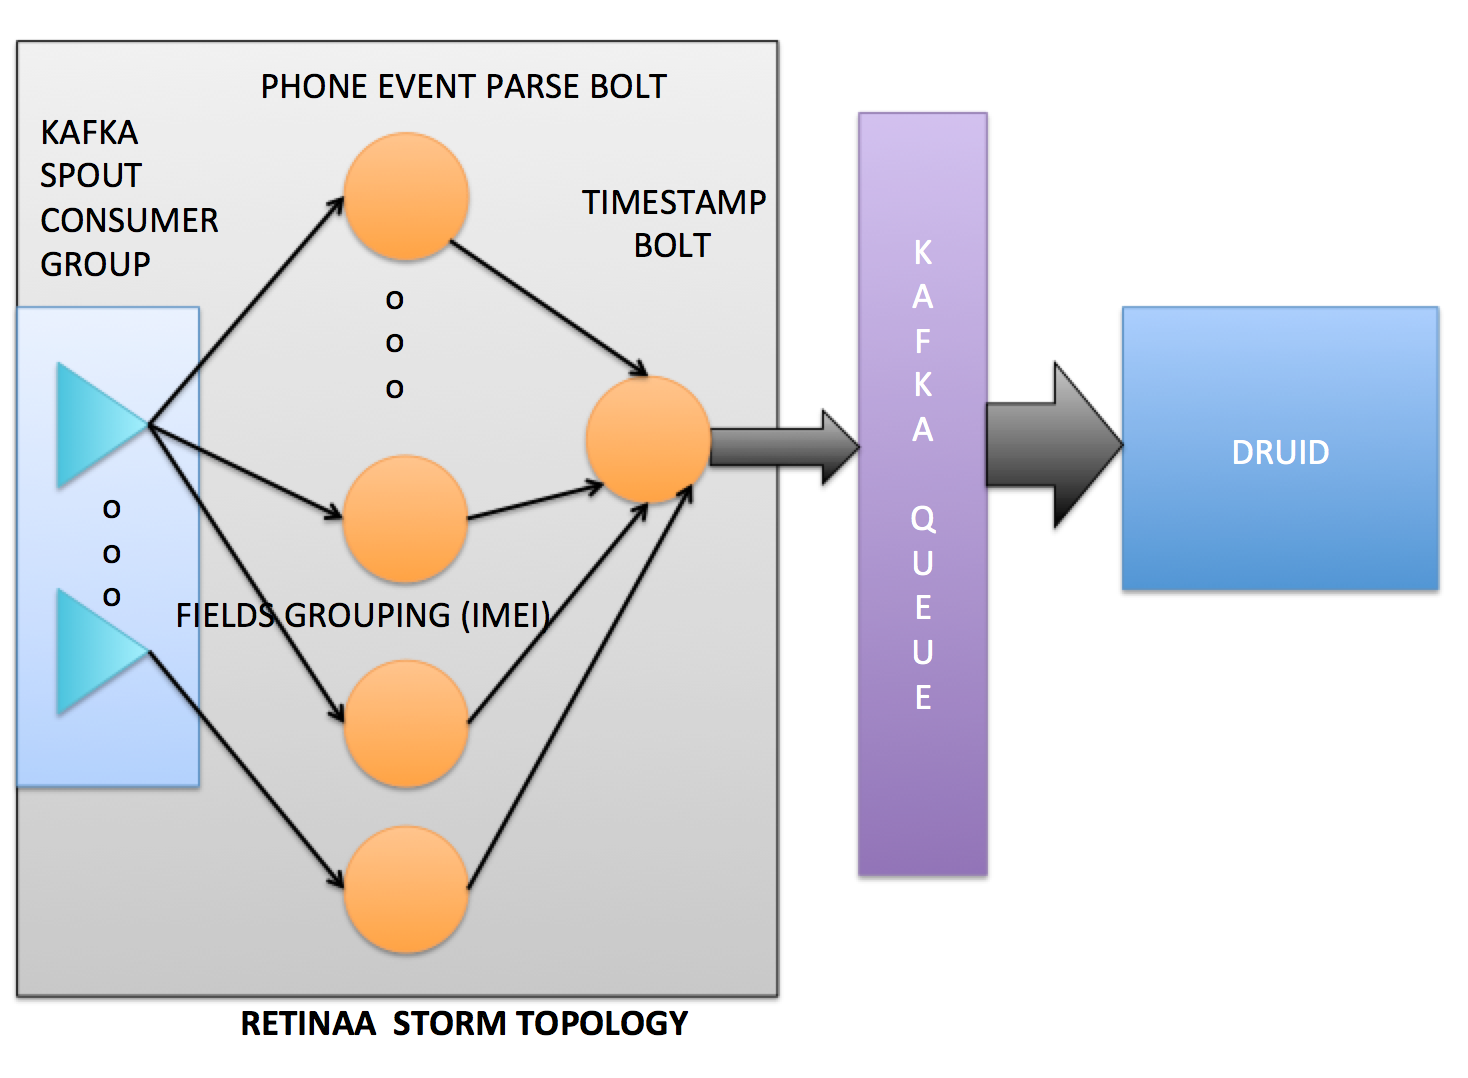 PHONE EVENT PARSE BOLT
KAFKA
SPOUT
CONSUMER
GROUP
TIMESTAMP
BOLT
o
o
o
o
o
o
FIELDS GROUPING (IMEI)
K
A
F
K
A
Q
U
E
U
E
DRUID
RETINAA STORM TOPOLOGY